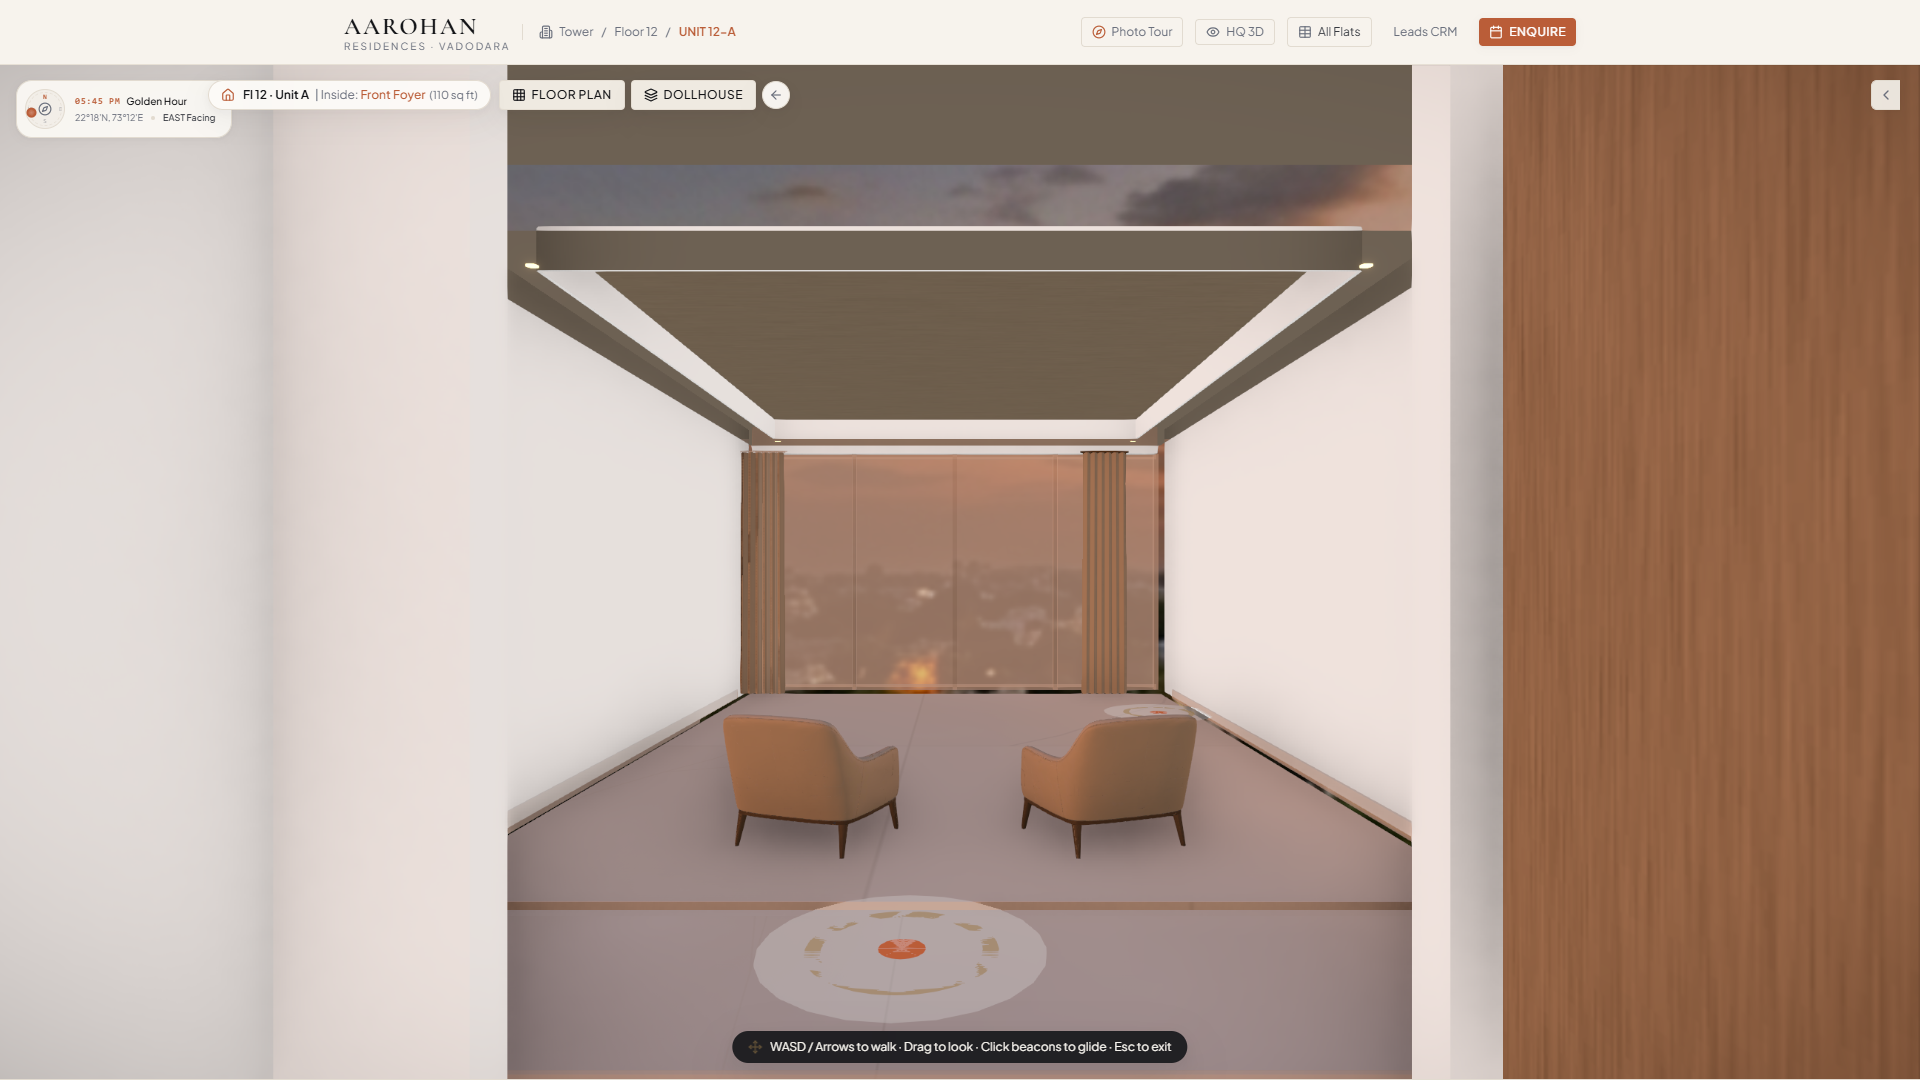 AAROHAN
RESIDENCES · VADODARA
Tower / Floor 12 / UNIT 12-A
Photo Tour
HQ 3D
All Flats
Leads CRM
ENQUIRE
N
05:45 PM Golden Hour
22°18'N, 73°12'E EAST Facing
Fl 12 · Unit A | Inside: Front Foyer (110 sq ft)
FLOOR PLAN
DOLLHOUSE
WASD / Arrows to walk · Drag to look · Click beacons to glide · Esc to exit